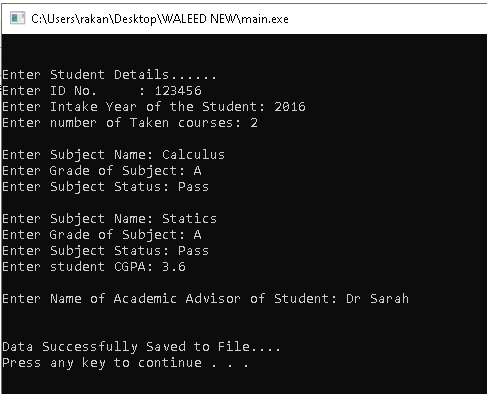 C:\Users\rakan\Desktop\WALEED NEW\main.exe
Enter Student Details......
Enter ID No.     : 123456
Enter Intake Year of the Student: 2016
Enter number of Taken courses: 2
Enter Subject Name: Calculus
Enter Grade of Subject: A
Enter Subject Status: Pass
Enter Subject Name: Statics
Enter Grade of Subject: A
Enter Subject Status: Pass
Enter student CGPA: 3.6
Enter Name of Academic Advisor of Student: Dr Sarah
Data Successfully Saved to File....
Press any key to continue . . .